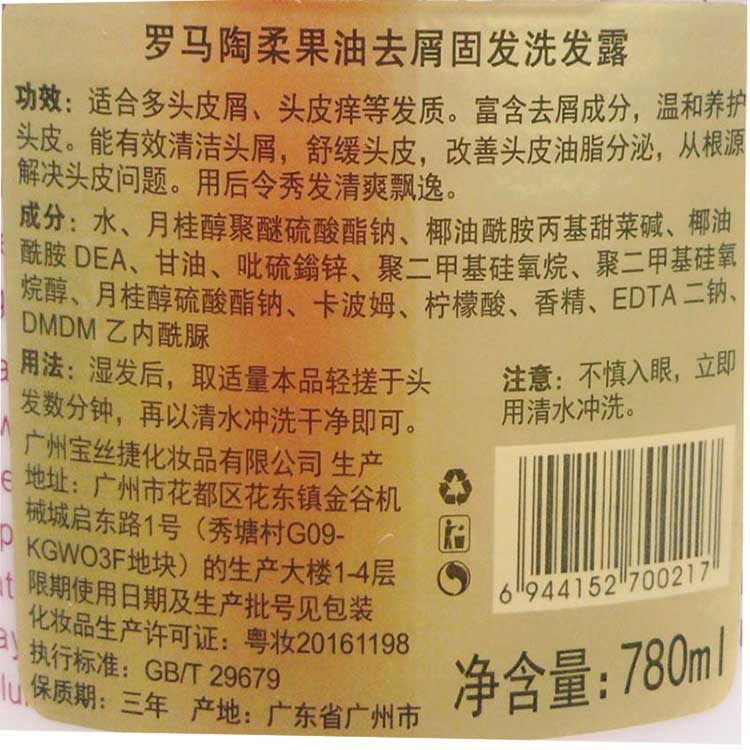 罗马陶柔果油去屑固发洗发露
功效：适合多头皮屑、头皮痒等发质。富含去屑成分，温和养护
头皮。能有效清洁头屑，舒缓头皮，改善头皮油脂分泌，从根源
解决头皮问题。用后令秀发清爽飘逸。
成分：水、月桂醇聚醚硫酸酯钠、椰油酰胺丙基甜菜碱、椰油
酰胺 DEA、甘油、吡硫鎓锌、聚二甲基硅氧烷、聚二甲基硅氧
烷醇、月桂醇硫酸酯钠、卡波姆、柠檬酸、香精、EDTA 二钠、
DMDM 乙内酰脲
用法：湿发后，取适量本品轻搓于头
发数分钟，再以清水冲洗干净即可。
注意：不慎入眼，立即
用清水冲洗。
广州宝丝捷化妆品有限公司 生产
地址：广州市花都区花东镇金谷机
械城启东路1号（秀塘村G09-
KGWO3F地块）的生产大楼1-4层
限期使用日期及生产批号见包装
化妆品生产许可证：粤妆20161198
执行标准：GB/T 29679
保质期：三年 产地：广东省广州市
6 944152 700217
净含量：780ml